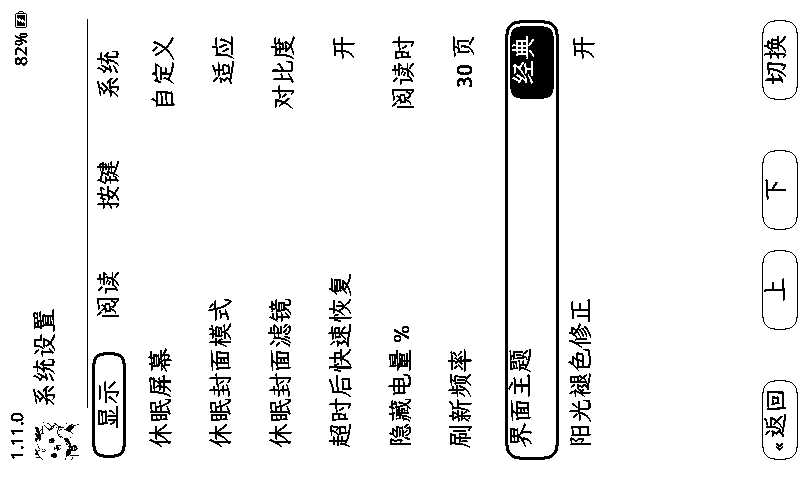 1.11.0 82%
系统设置
显示 阅读 按键 系统
休眠屏幕 自定义
休眠封面模式 适应
休眠封面滤镜 对比度
超时后快速恢复 开
隐藏电量 % 阅读时
刷新频率 30 页
界面主题 经典
阳光褪色修正 开
« 返回 上 下 切换